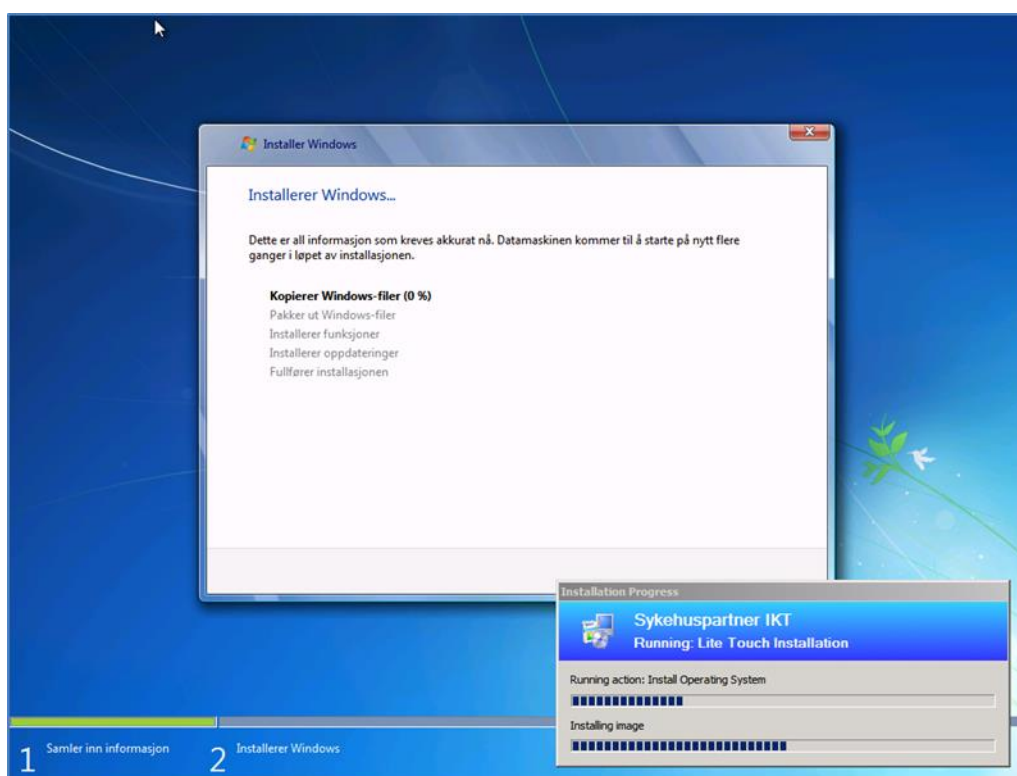 Installer Windows
Installerer Windows...
Dette er all informasjon som kreves akkurat nå. Datamaskinen kommer til å starte på nytt flere
ganger i løpet av installasjonen.
Kopierer Windows-filer (0 %)
Pakker ut Windows-filer
Installerer funksjoner
Installerer oppdateringer
Fullfører installasjonen
Installation Progress
Sykehuspartner IKT
Running: Lite Touch Installation
Running action: Install Operating System
Installing image
1 Samler inn informasjon 2 Installerer Windows